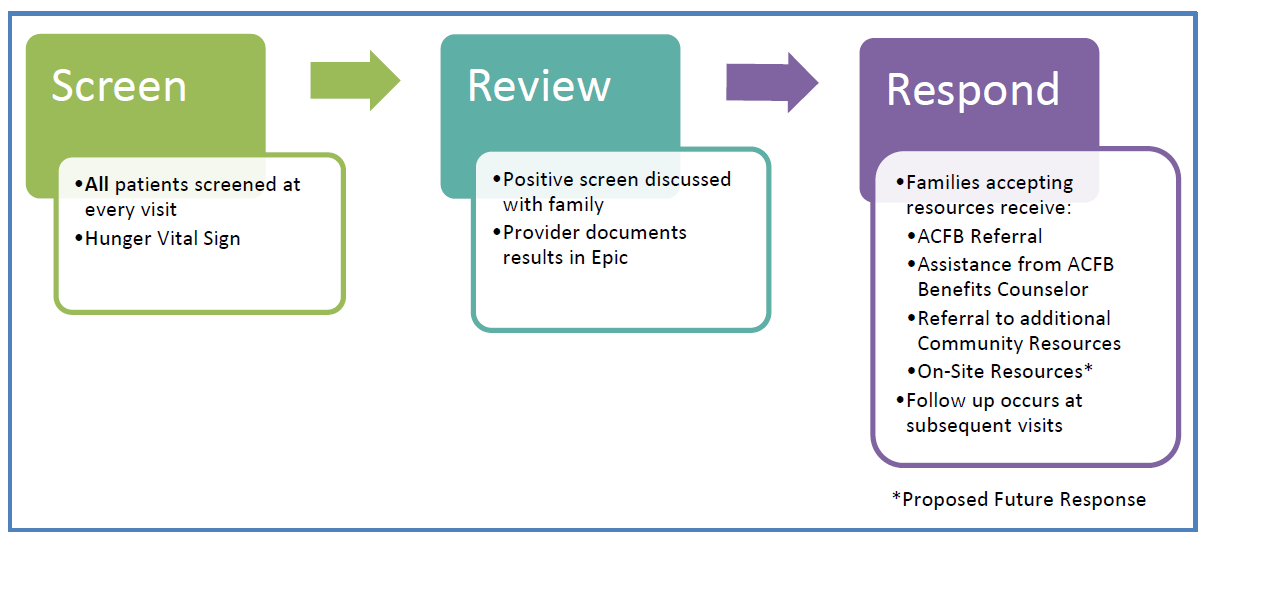 Screen
•All patients screened at
every visit
•Hunger Vital Sign
Review
•Positive screen discussed
with family
•Provider documents
results in Epic
Respond
•Families accepting
resources receive:
•ACFB Referral
•Assistance from ACFB
Benefits Counselor
•Referral to additional
Community Resources
•On-Site Resources*
•Follow up occurs at
subsequent visits
*Proposed Future Response